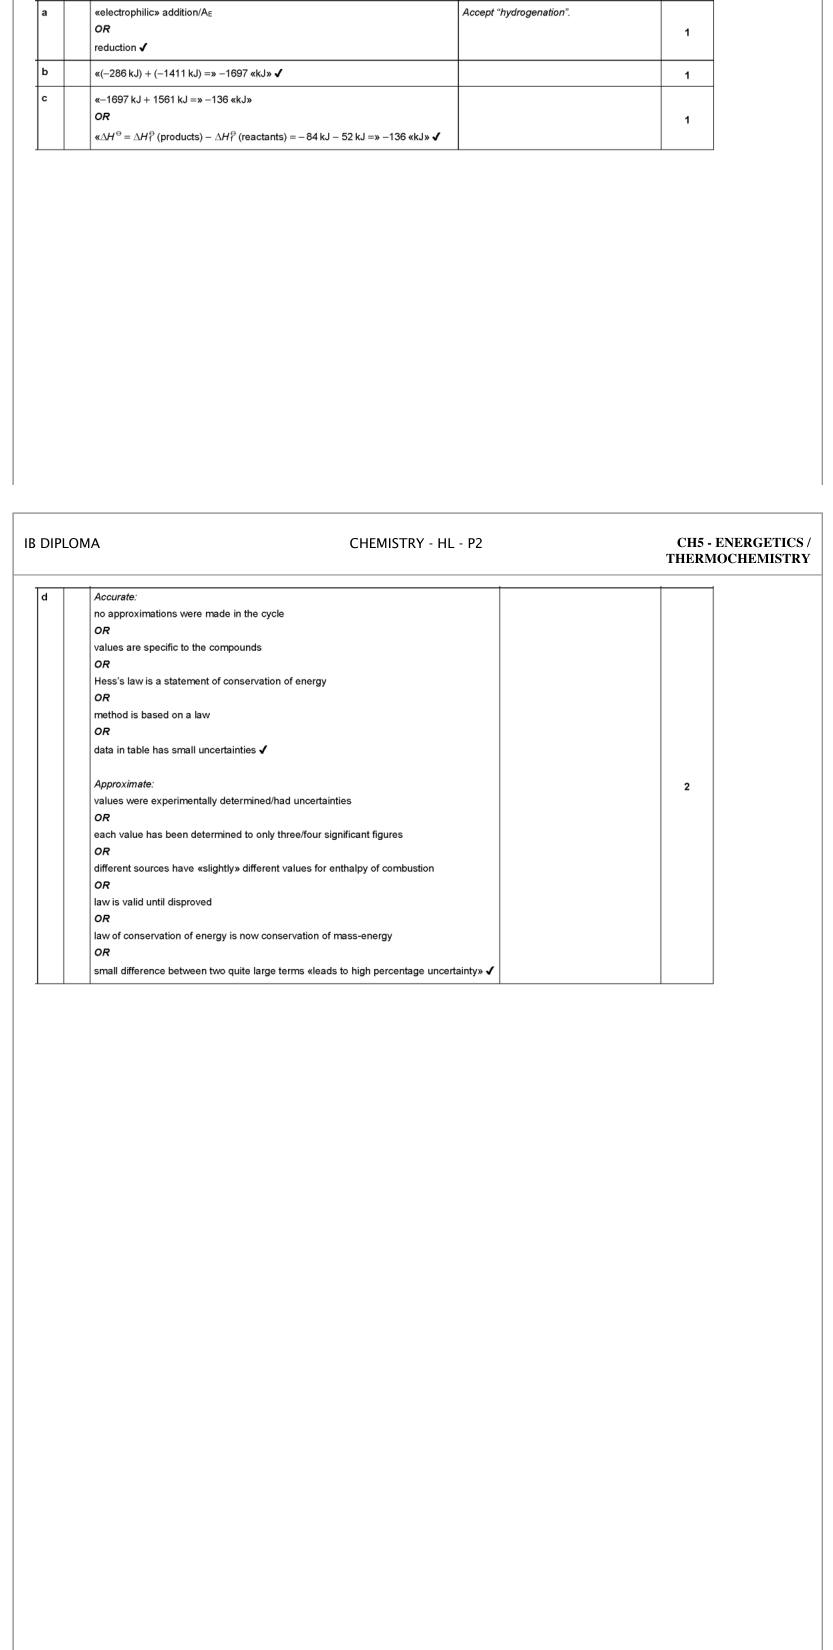 a «electrophilic» addition/AE Accept “hydrogenation”.
OR
reduction ✔ 1
b «(−286 kJ) + (−1411 kJ) =» −1697 «kJ» ✔ 1
c «−1697 kJ + 1561 kJ =» −136 «kJ»
OR 1
«ΔH⦵ = ΔHf⦵ (products) − ΔHf⦵ (reactants) = −84 kJ − 52 kJ =» −136 «kJ» ✔
IB DIPLOMA CHEMISTRY - HL - P2 CH5 - ENERGETICS /
THERMOCHEMISTRY
d Accurate:
no approximations were made in the cycle
OR
values are specific to the compounds
OR
Hess’s law is a statement of conservation of energy
OR
method is based on a law
OR
data in table has small uncertainties ✔
Approximate: 2
values were experimentally determined/had uncertainties
OR
each value has been determined to only three/four significant figures
OR
different sources have «slightly» different values for enthalpy of combustion
OR
law is valid until disproved
OR
law of conservation of energy is now conservation of mass-energy
OR
small difference between two quite large terms «leads to high percentage uncertainty» ✔